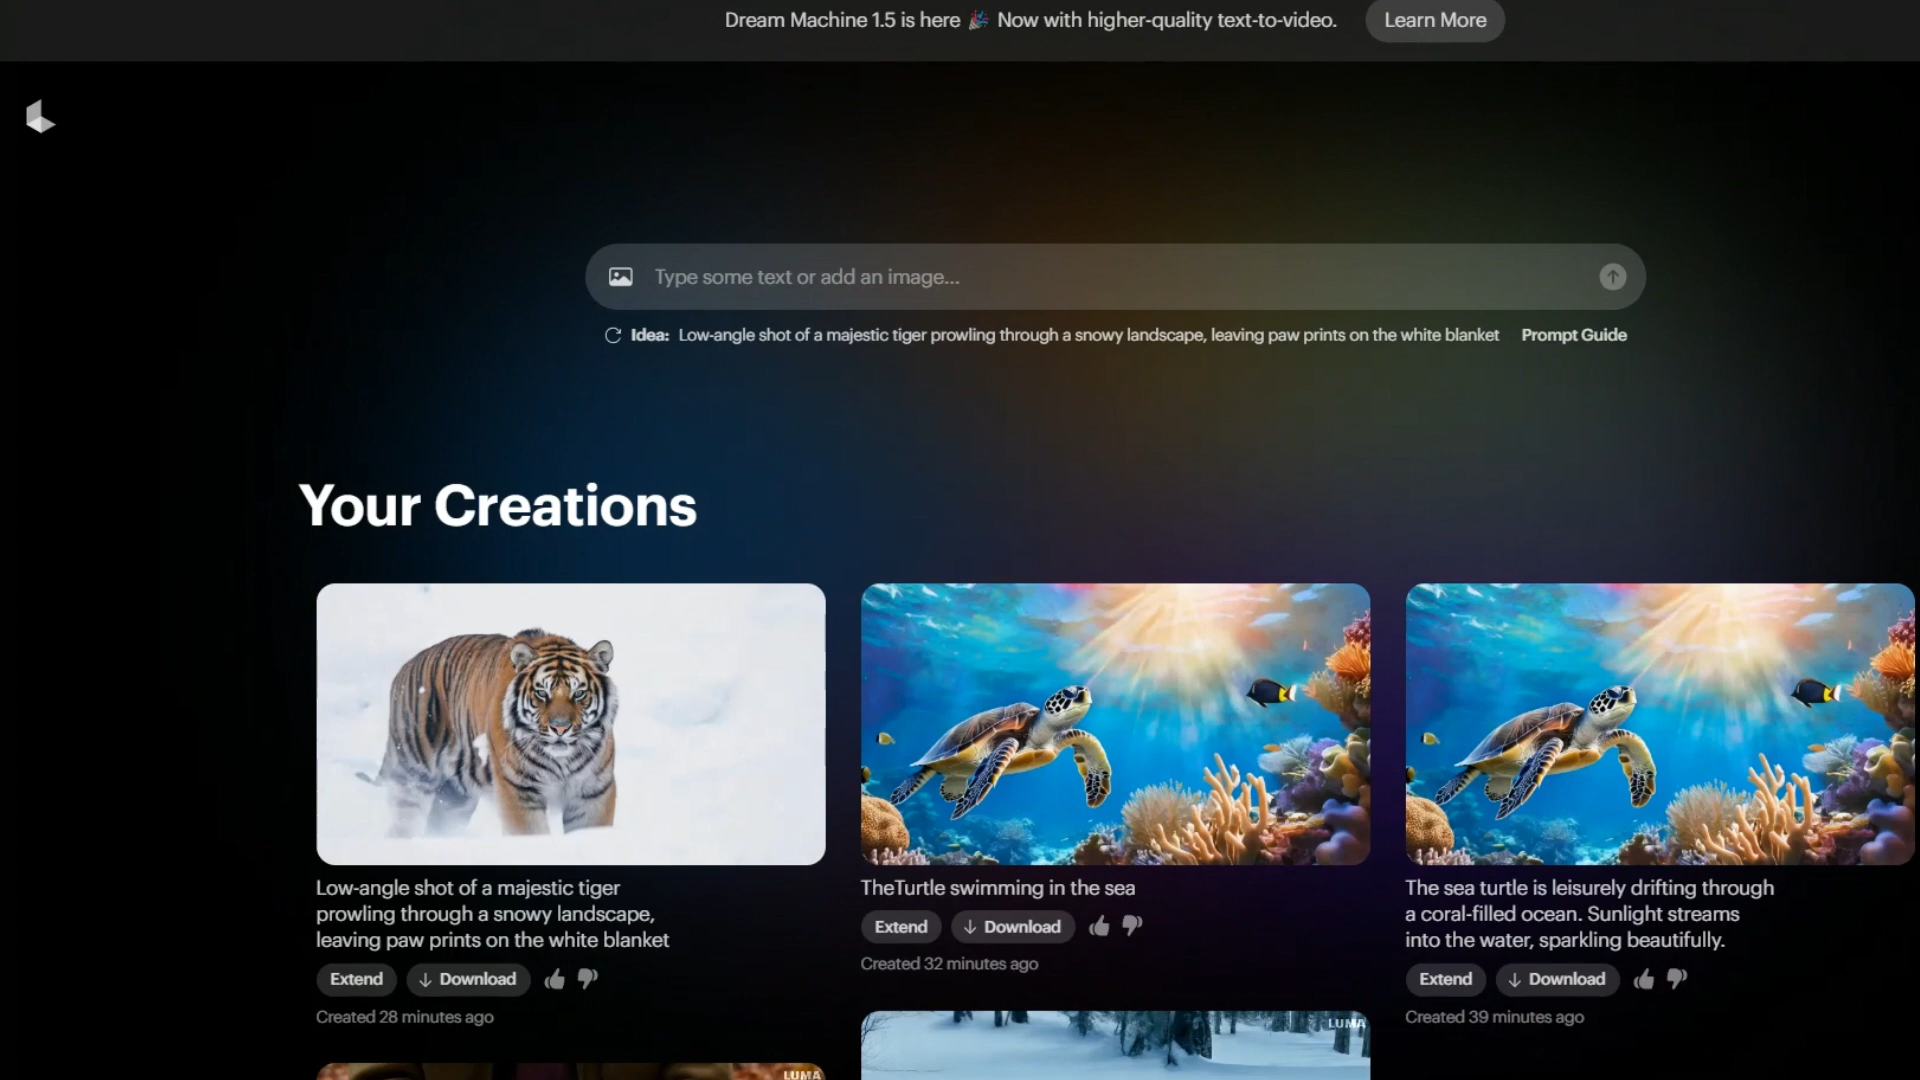 Dream Machine 1.5 is here 🎉 Now with higher-quality text-to-video.
Learn More
Type some text or add an image...
Idea: Low-angle shot of a majestic tiger prowling through a snowy landscape, leaving paw prints on the white blanket
Prompt Guide
Your Creations
Low-angle shot of a majestic tiger
prowling through a snowy landscape,
leaving paw prints on the white blanket
Extend
Download
Created 28 minutes ago
TheTurtle swimming in the sea
Extend
Download
Created 32 minutes ago
The sea turtle is leisurely drifting through
a coral-filled ocean. Sunlight streams
into the water, sparkling beautifully.
Extend
Download
Created 39 minutes ago
LUMA
LUMA